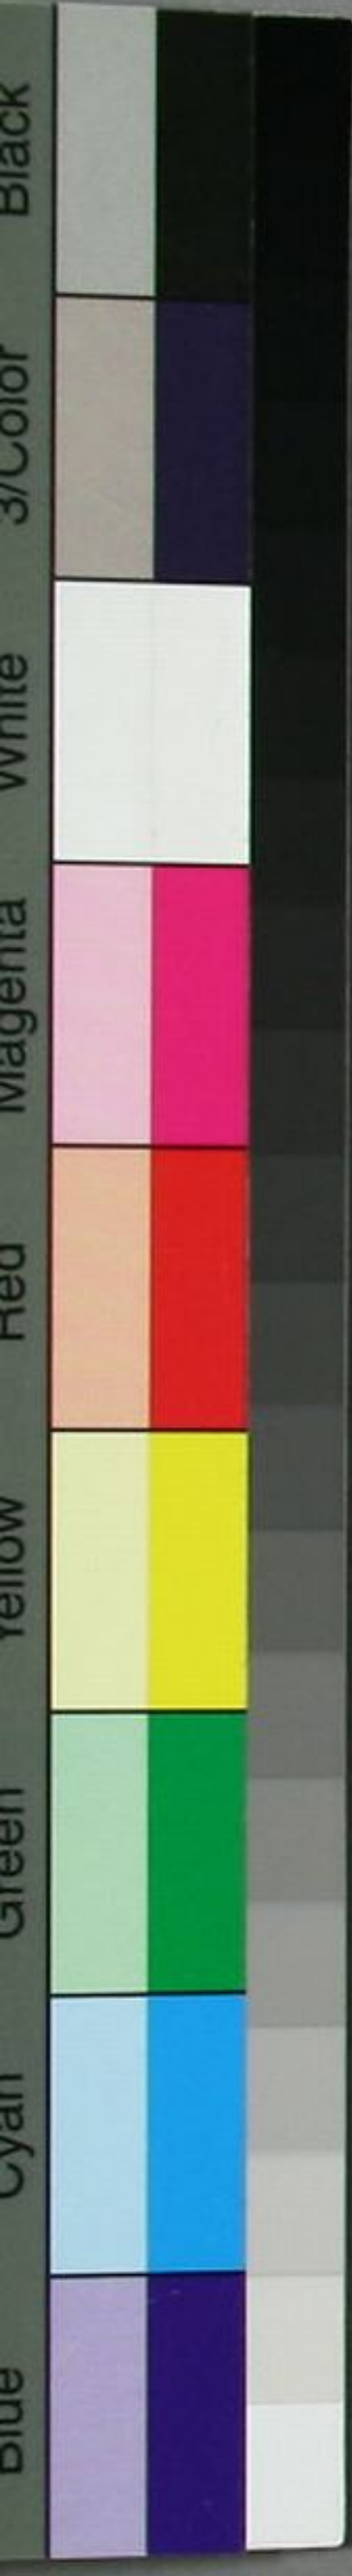 Black
3/Color
White
Magenta
Red
Yellow
Green
Cyan
Blue